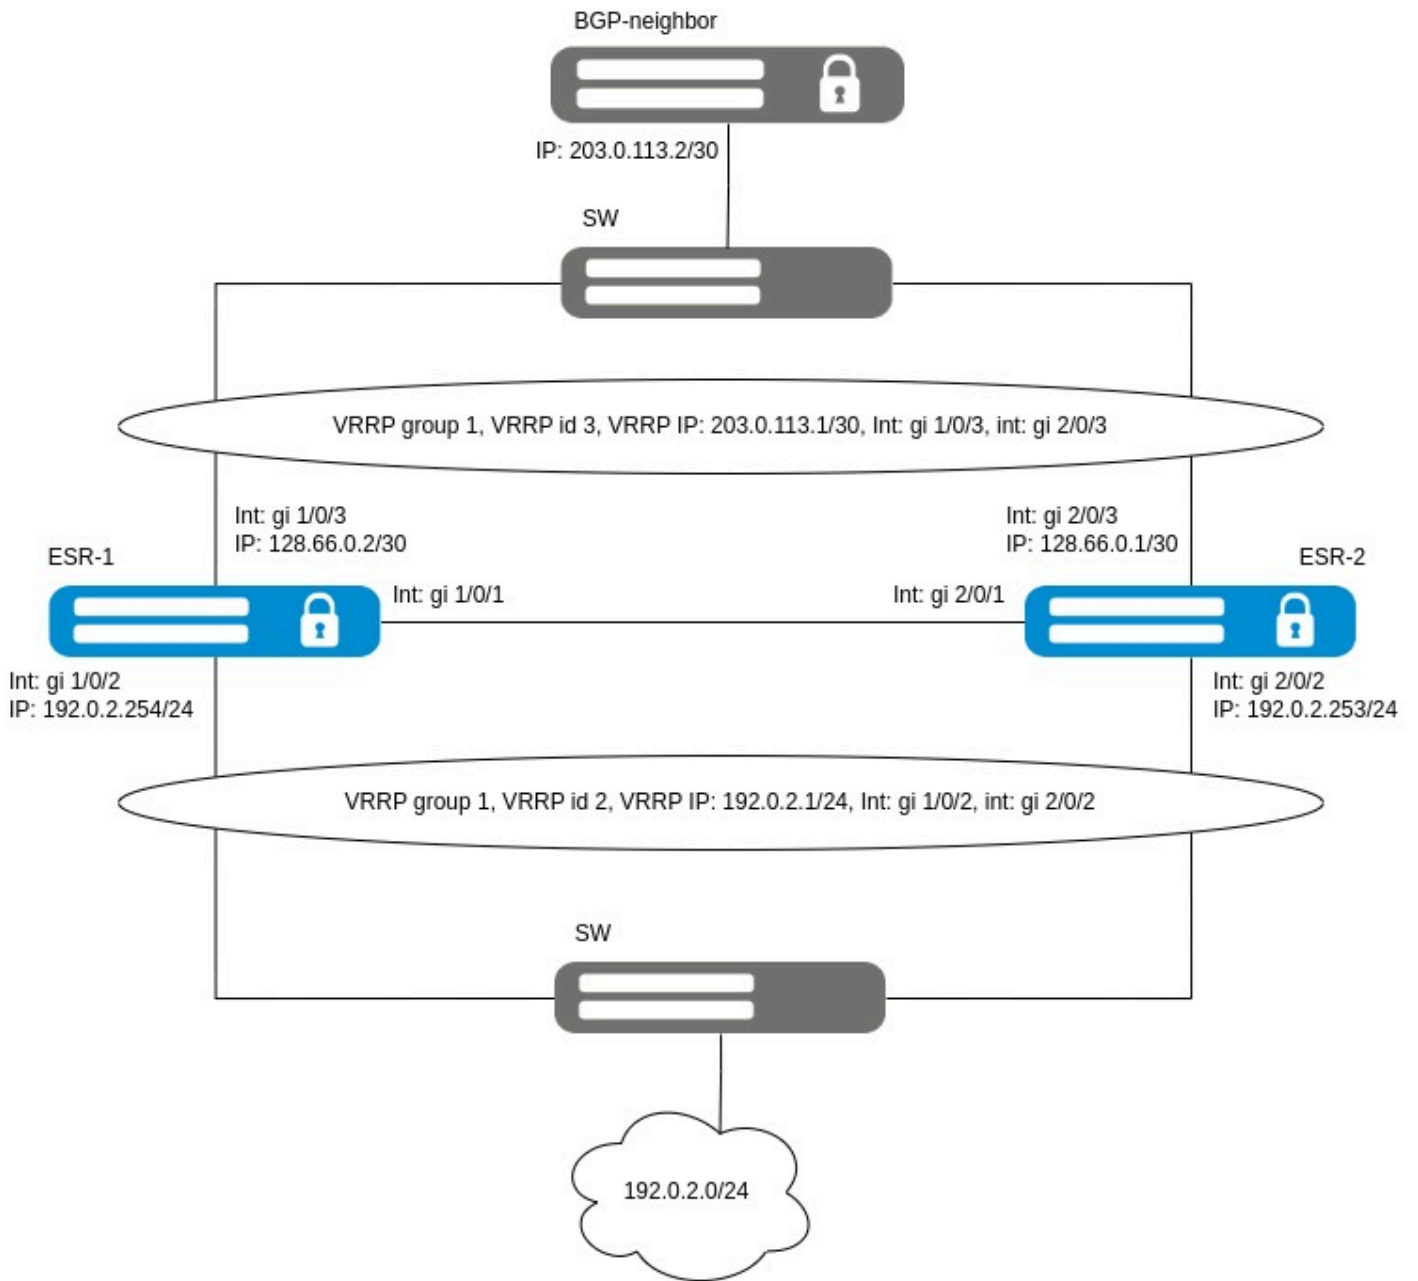 BGP-neighbor
IP: 203.0.113.2/30
SW
VRRP group 1, VRRP id 3, VRRP IP: 203.0.113.1/30, Int: gi 1/0/3, int: gi 2/0/3
Int: gi 1/0/3
IP: 128.66.0.2/30
Int: gi 2/0/3
IP: 128.66.0.1/30
ESR-1
ESR-2
Int: gi 1/0/1
Int: gi 2/0/1
Int: gi 1/0/2
IP: 192.0.2.254/24
Int: gi 2/0/2
IP: 192.0.2.253/24
VRRP group 1, VRRP id 2, VRRP IP: 192.0.2.1/24, Int: gi 1/0/2, int: gi 2/0/2
SW
192.0.2.0/24